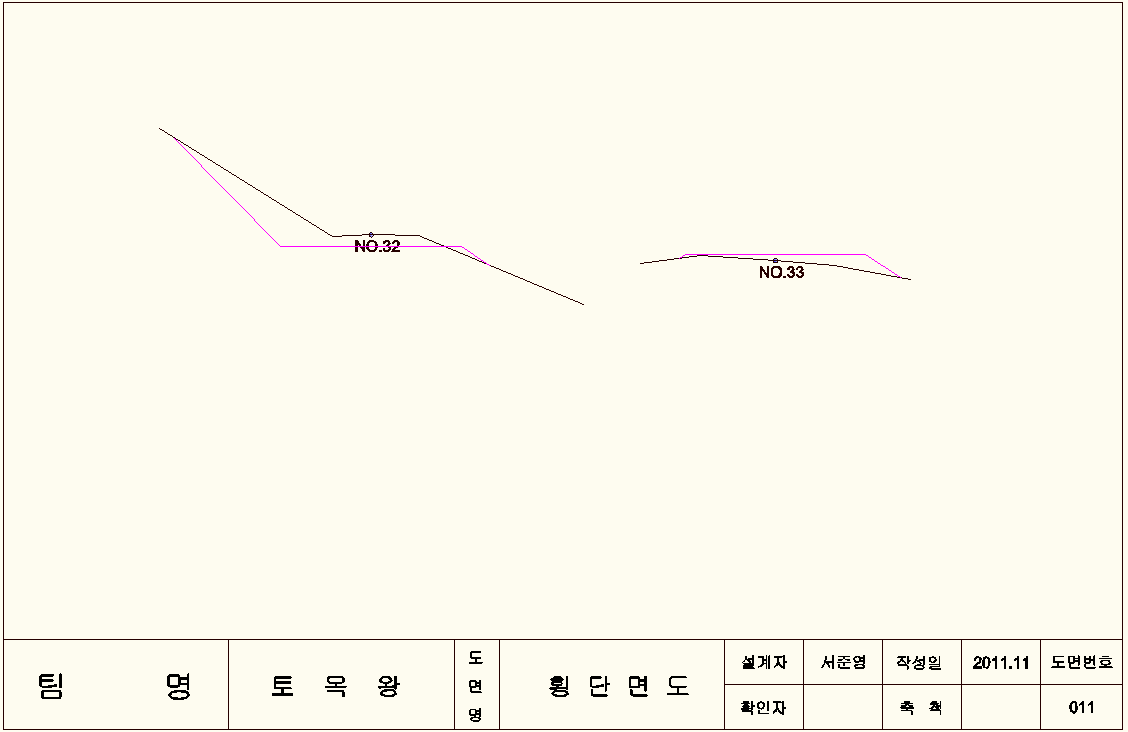 NO.32
NO.33
팀 명
토 목 왕
도면명
횡 단 면 도
설계자 서준영 작성일 2011.11 도면번호
확인자 축 척 011